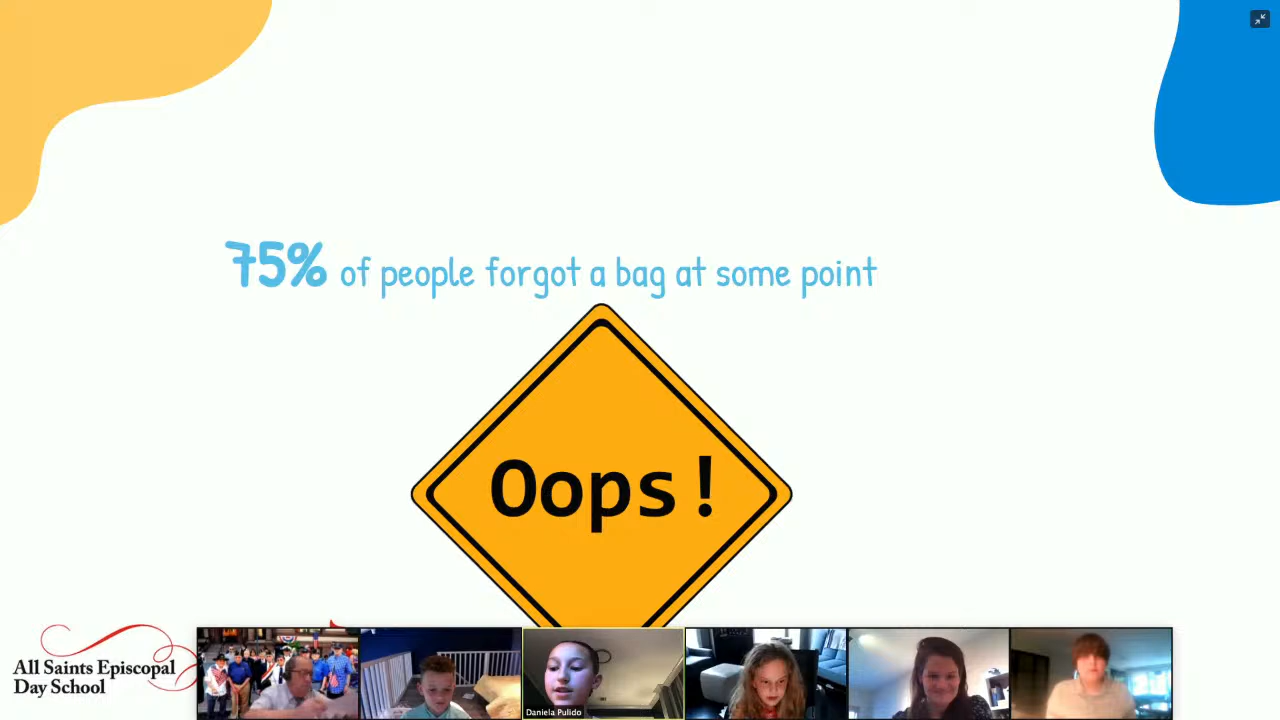 75% of people forgot a bag at some point
Oops!
All Saints Episcopal
Day School
Daniela Pulido